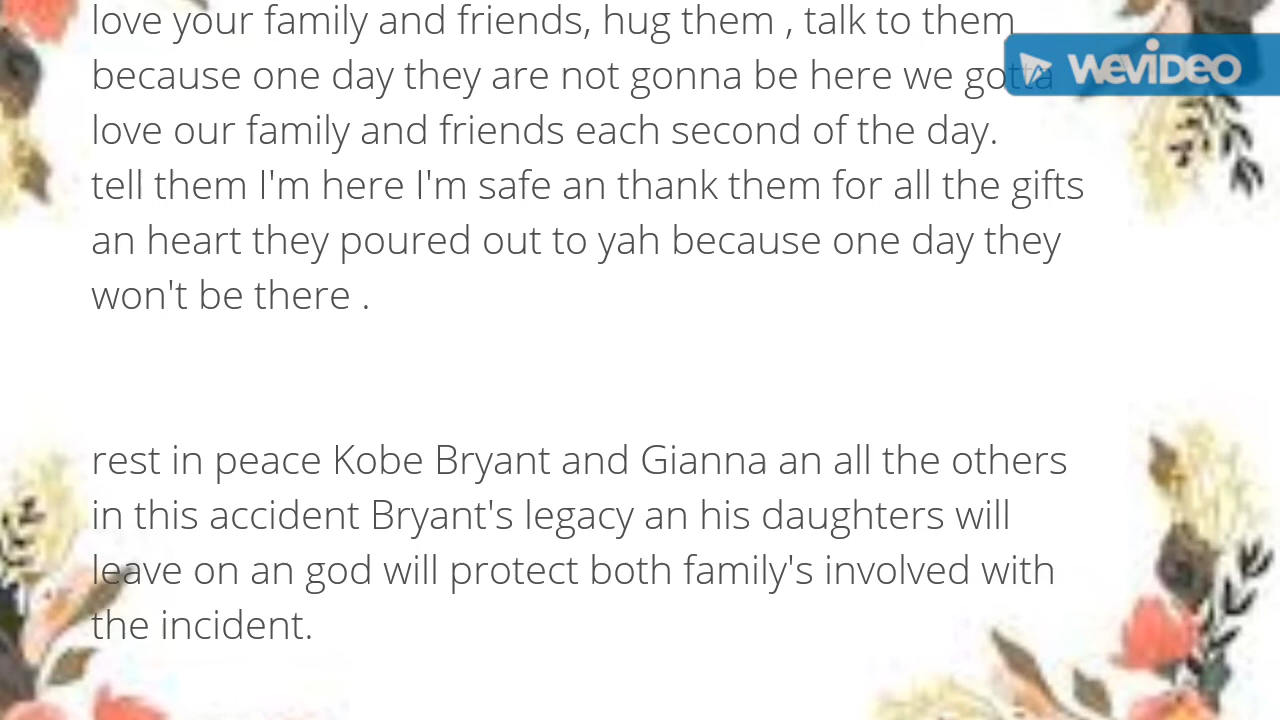 love your family and friends, hug them , talk to them
because one day they are not gonna be here we gotta
WEVIDEO
love our family and friends each second of the day.
tell them I'm here I'm safe an thank them for all the gifts
an heart they poured out to yah because one day they
won't be there .
rest in peace Kobe Bryant and Gianna an all the others
in this accident Bryant's legacy an his daughters will
leave on an god will protect both family's involved with
the incident.